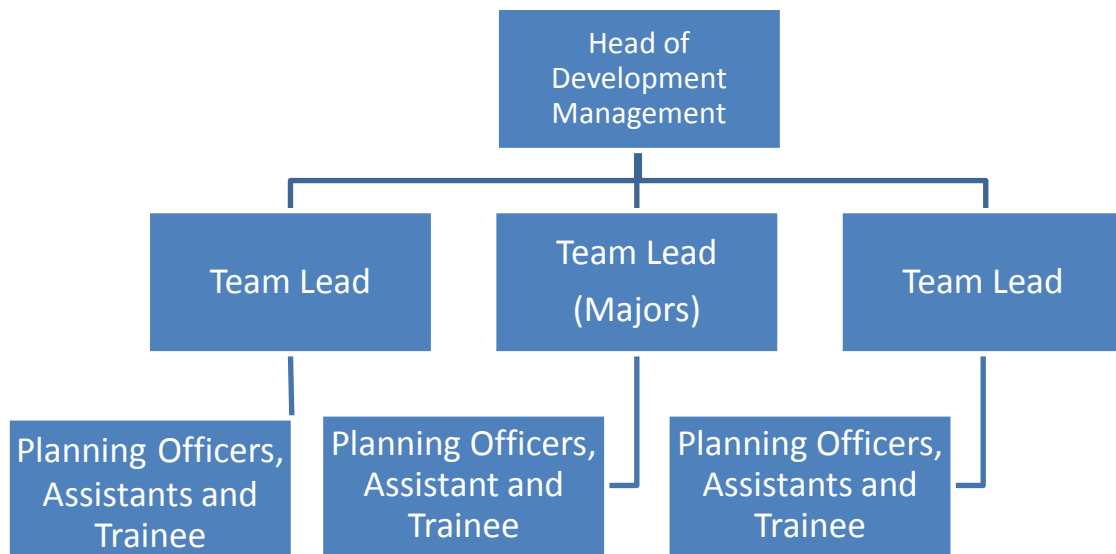 Head of
Development
Management
Team Lead
Team Lead
(Majors)
Team Lead
Planning Officers,
Assistants and
Trainee
Planning Officers,
Assistant and
Trainee
Planning Officers,
Assistants and
Trainee